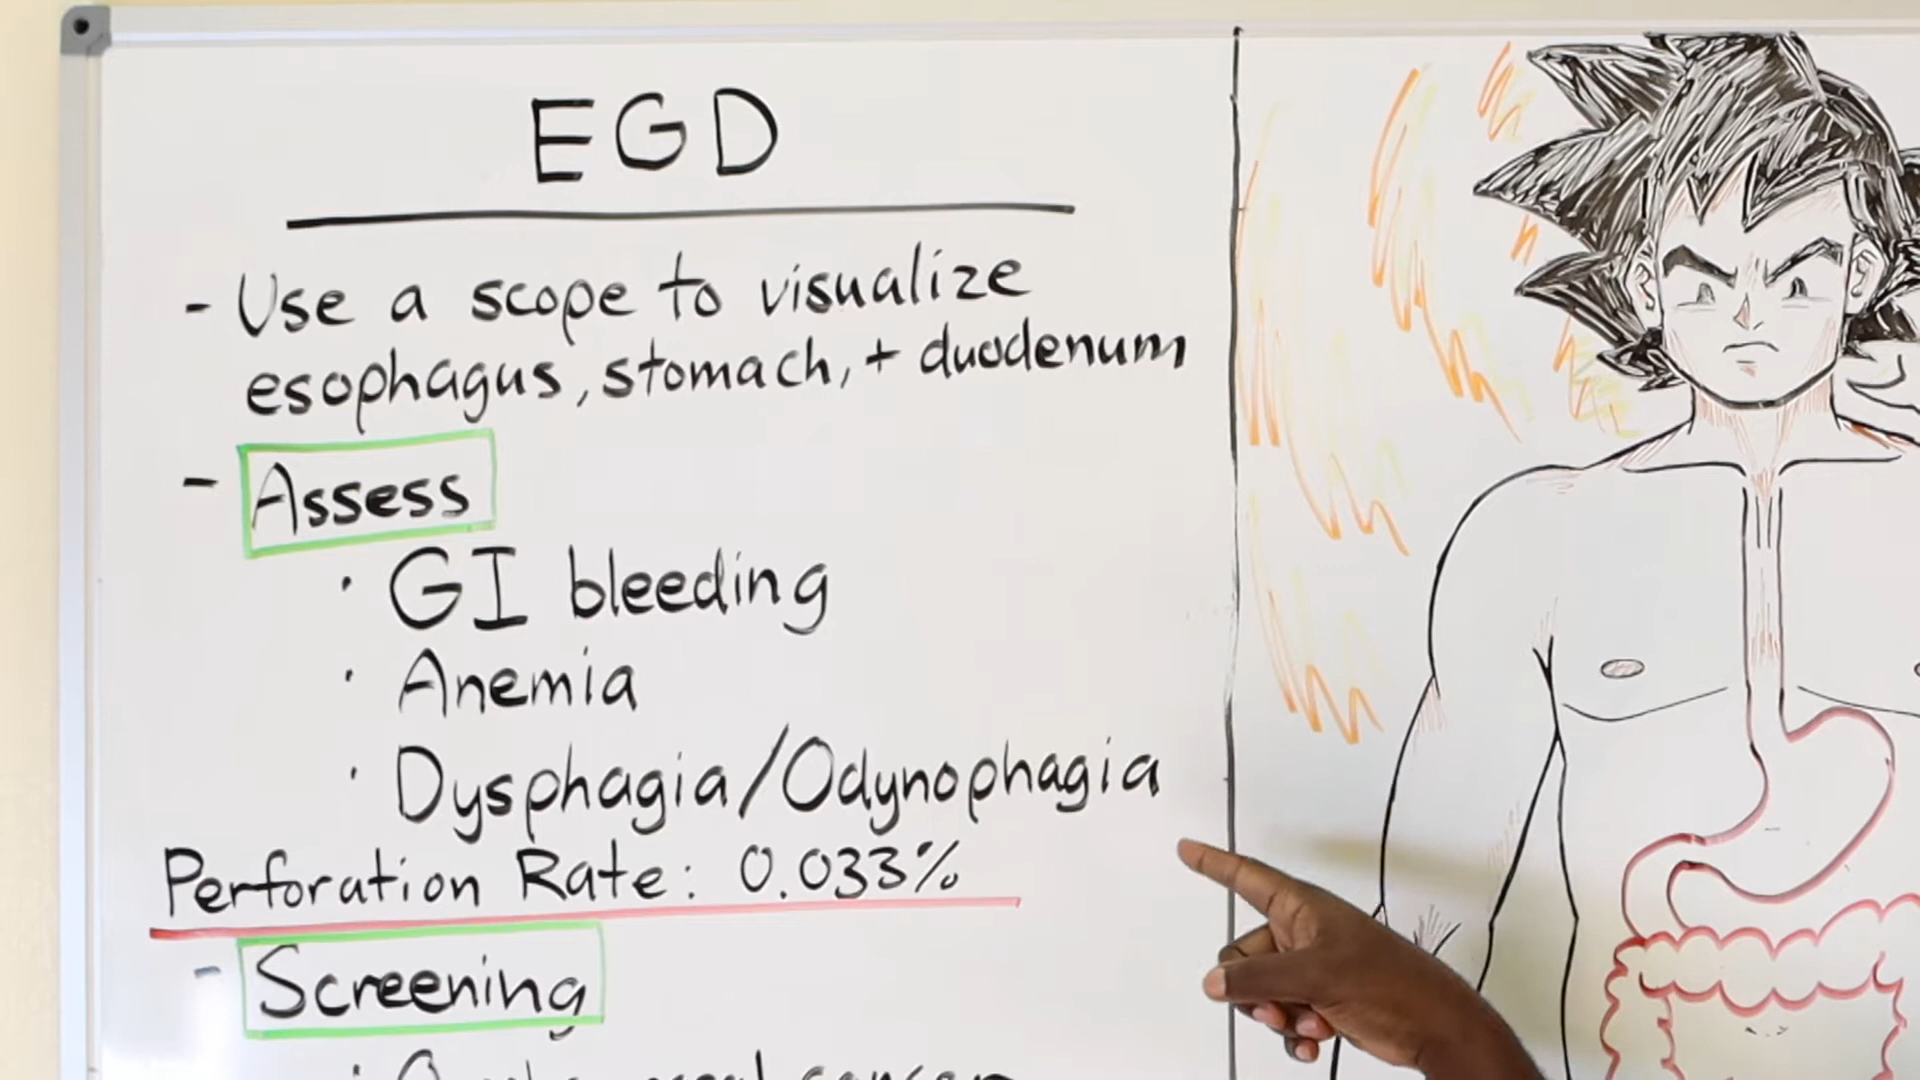 EGD
- Use a scope to visualize
esophagus, stomach, + duodenum
- Assess
· GI bleeding
· Anemia
· Dysphagia/Odynophagia
Perforation Rate: 0.033%
- Screening